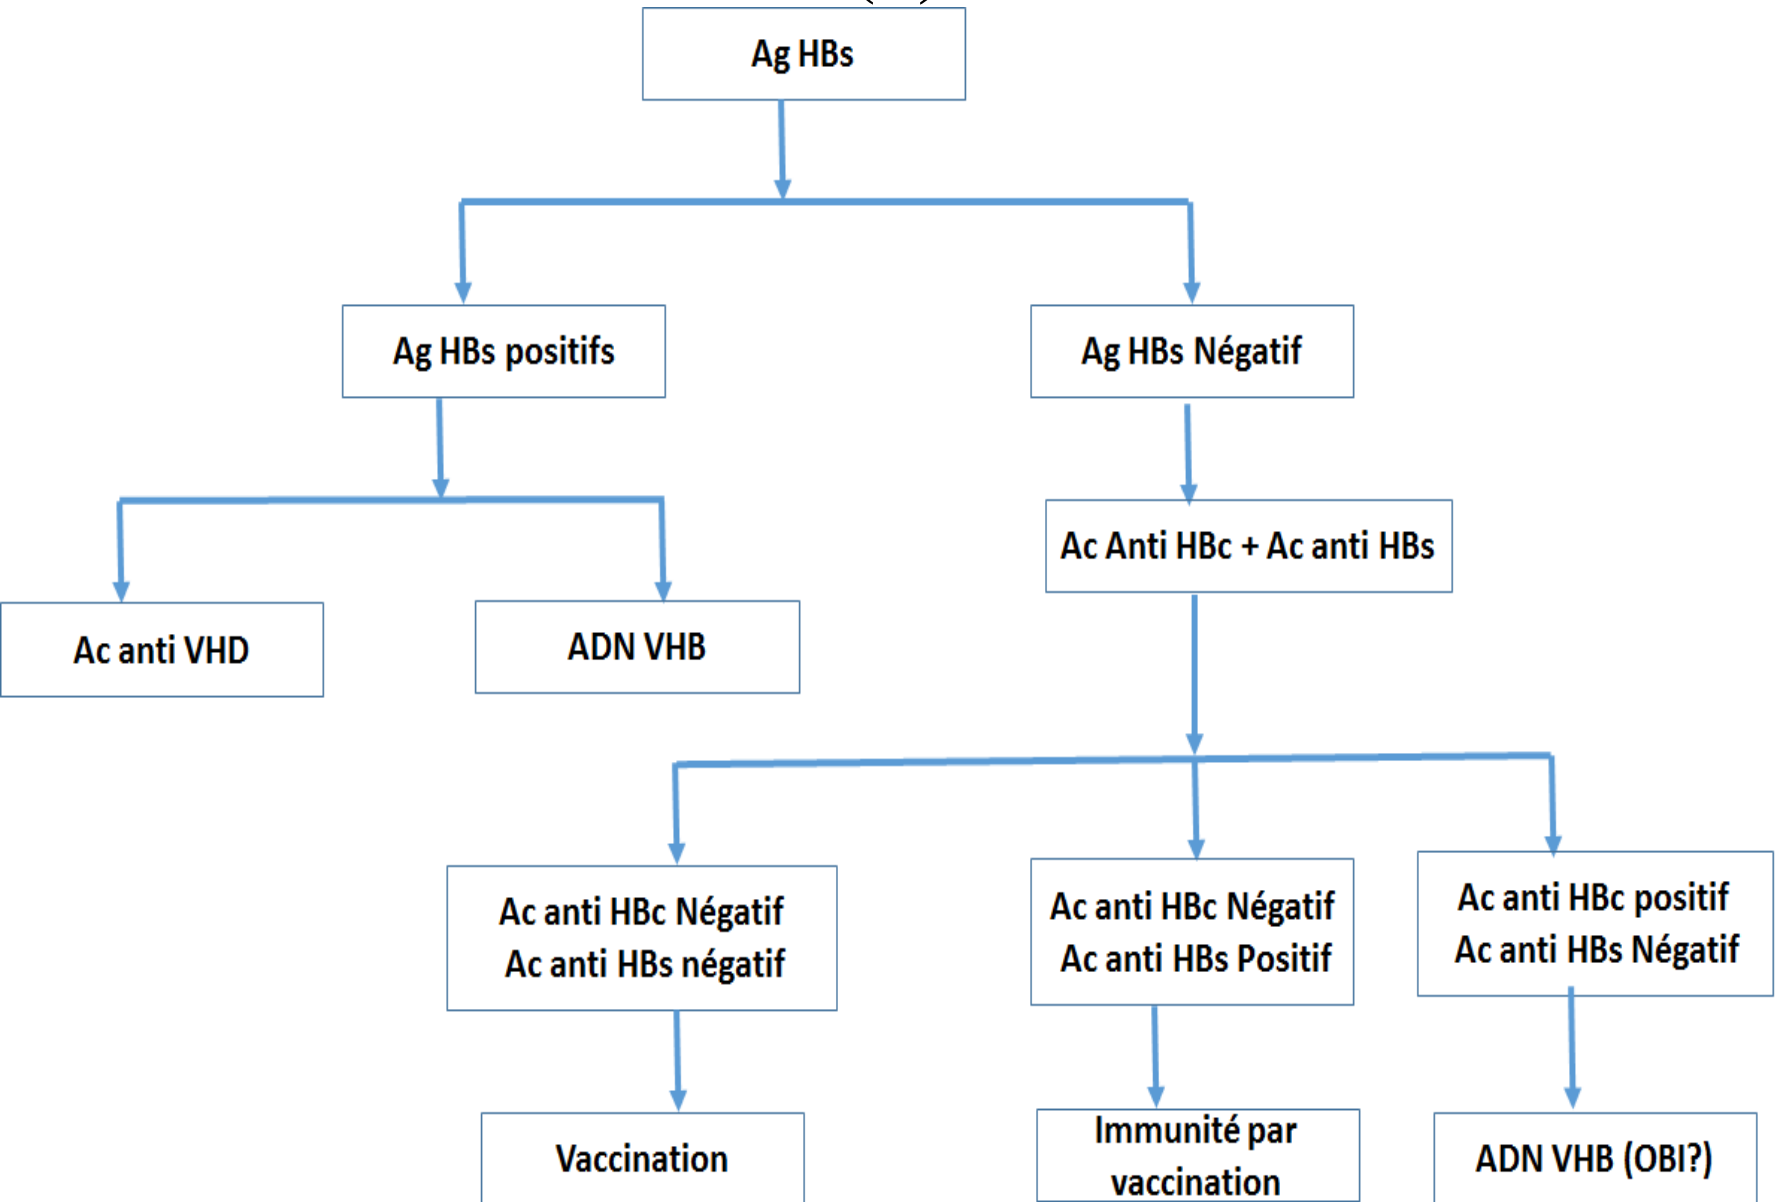 Ag HBs
Ag HBs positifs
Ag HBs Négatif
Ac Anti HBc + Ac anti HBs
Ac anti VHD
ADN VHB
Ac anti HBc Négatif
Ac anti HBs négatif
Ac anti HBc Négatif
Ac anti HBs Positif
Ac anti HBc positif
Ac anti HBs Négatif
Vaccination
Immunité par
vaccination
ADN VHB (OBI?)